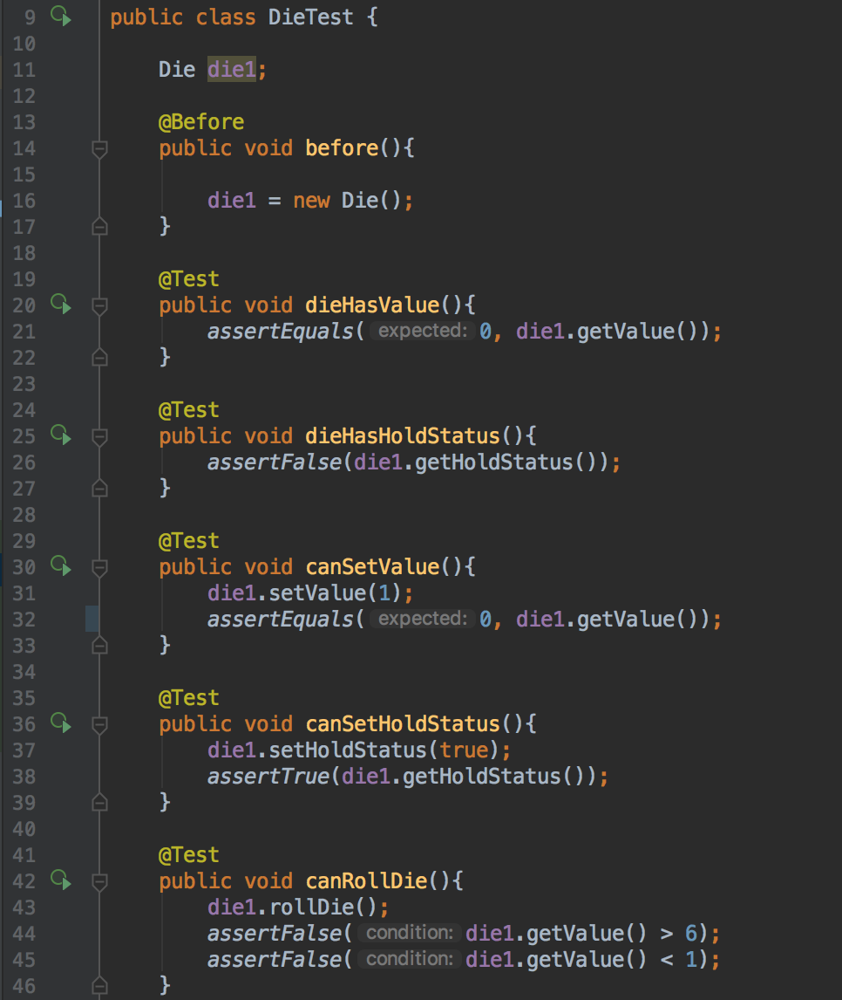 9 public class DieTest {
10
11 Die die1;
12
13 @Before
14 public void before(){
15
16 die1 = new Die();
17 }
18
19 @Test
20 public void dieHasValue(){
21 assertEquals( expected: 0, die1.getValue());
22 }
23
24 @Test
25 public void dieHasHoldStatus(){
26 assertFalse(die1.getHoldStatus());
27 }
28
29 @Test
30 public void canSetValue(){
31 die1.setValue(1);
32 assertEquals( expected: 0, die1.getValue());
33 }
34
35 @Test
36 public void canSetHoldStatus(){
37 die1.setHoldStatus(true);
38 assertTrue(die1.getHoldStatus());
39 }
40
41 @Test
42 public void canRollDie(){
43 die1.rollDie();
44 assertFalse( condition: die1.getValue() > 6);
45 assertFalse( condition: die1.getValue() < 1);
46 }